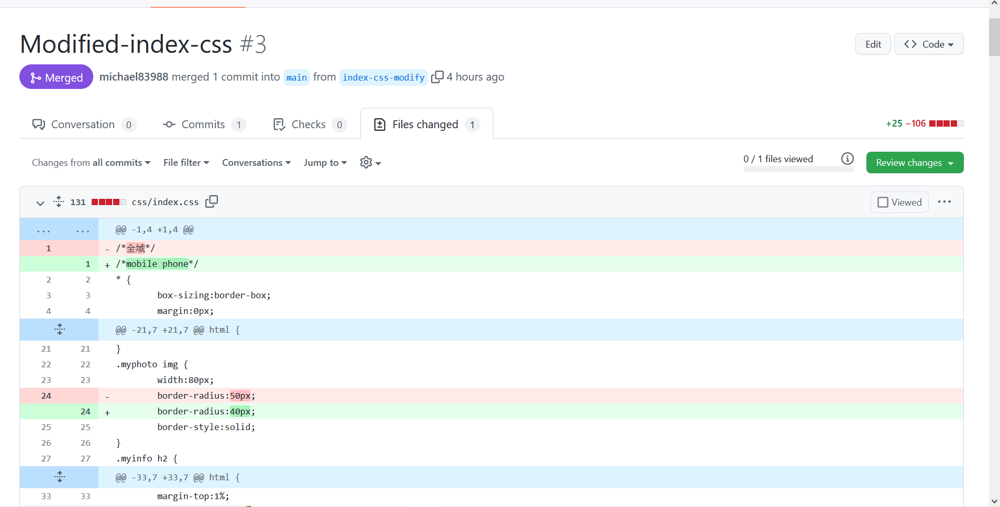 Modified-index-css #3
Edit
Code
Merged
michael83988 merged 1 commit into main from index-css-modify 4 hours ago
Conversation 0
Commits 1
Checks 0
Files changed 1
+25 −106
Changes from all commits
File filter
Conversations
Jump to
0 / 1 files viewed
Review changes
131 css/index.css
Viewed
... ... @@ -1,4 +1,4 @@
1 - /*全域*/
1 + /*mobile phone*/
2 2 * {
3 3 box-sizing:border-box;
4 4 margin:0px;
@@ -21,7 +21,7 @@ html {
21 21 }
22 22 .myphoto img {
23 23 width:80px;
24 - border-radius:50px;
24 + border-radius:40px;
25 25 border-style:solid;
26 26 }
27 27 .myinfo h2 {
@@ -33,7 +33,7 @@ html {
33 33 margin-top:1%;